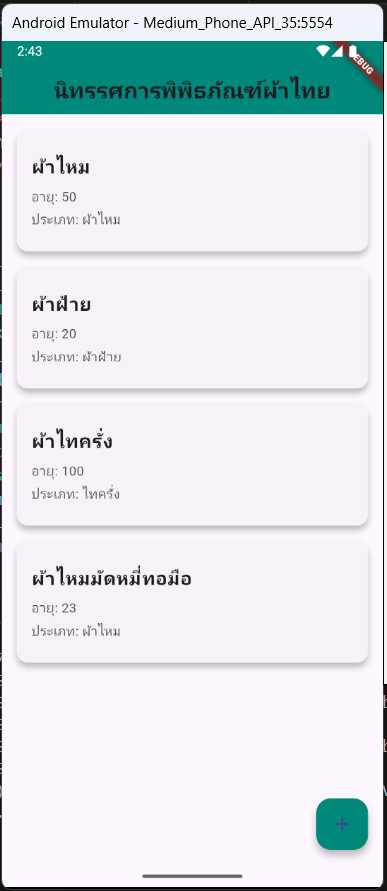 Android Emulator - Medium_Phone_API_35:5554
2:43
DEBUG
นิทรรศการพิพิธภัณฑ์ผ้าไทย
ผ้าไหม
อายุ: 50
ประเภท: ผ้าไหม
ผ้าฝ้าย
อายุ: 20
ประเภท: ผ้าฝ้าย
ผ้าไทครั่ง
อายุ: 100
ประเภท: ไทครั่ง
ผ้าไหมมัดหมี่ทอมือ
อายุ: 23
ประเภท: ผ้าไหม
+